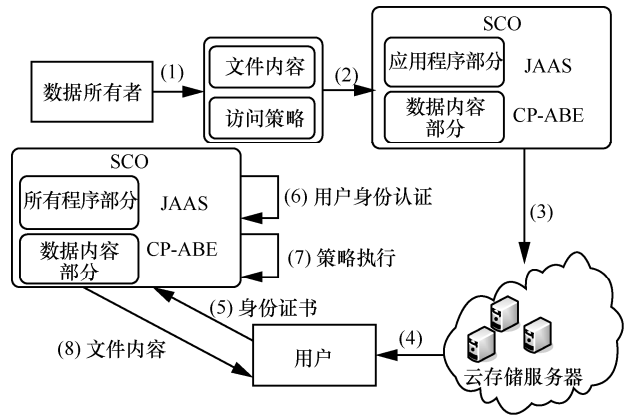 SCO
数据所有者
(1)
文件内容
访问策略
(2)
应用程序部分
JAAS
数据内容
部分
CP-ABE
SCO
所有程序部分
JAAS
数据内容
部分
CP-ABE
(6) 用户身份认证
(7) 策略执行
(3)
(5) 身份证书
(8) 文件内容
用户
(4)
云存储服务器